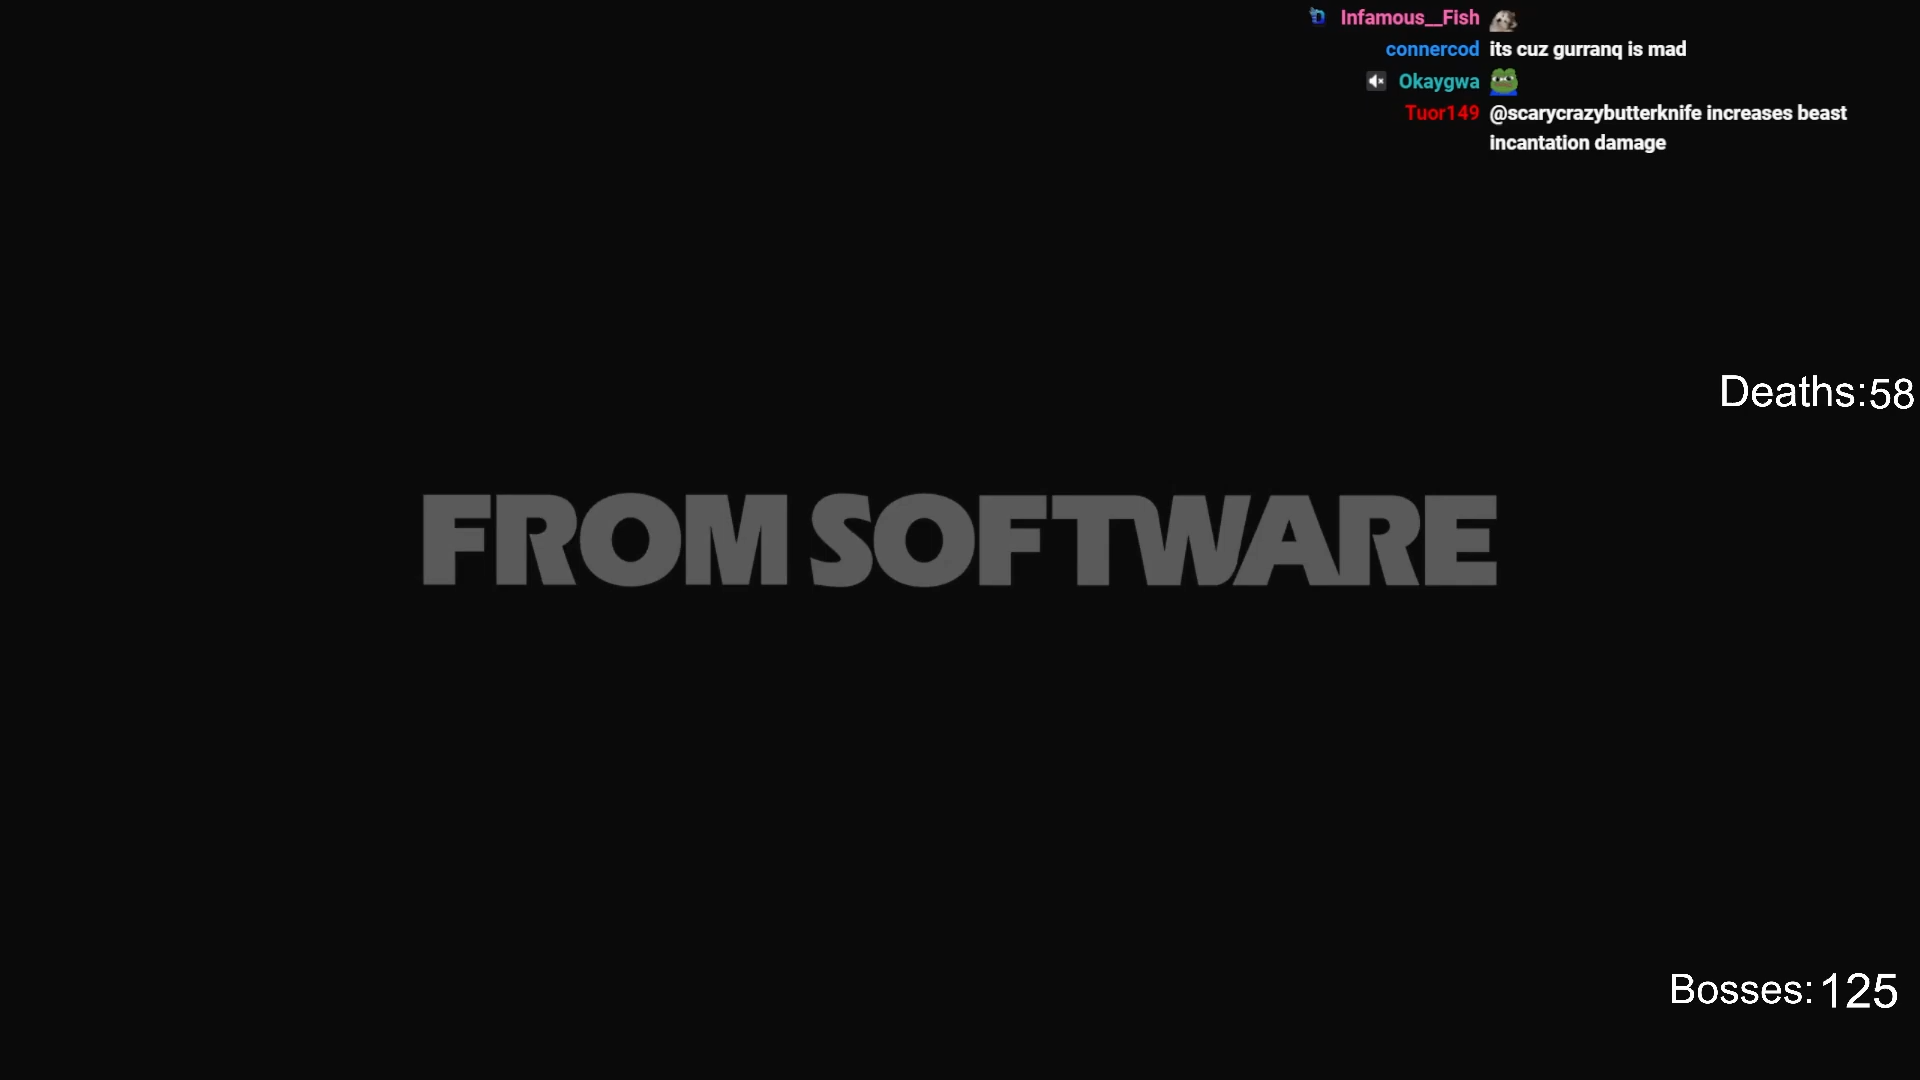 Infamous__Fish
connercod its cuz gurranq is mad
Okaygwa
Tuor149 @scarycrazybutterknife increases beast
incantation damage
Deaths:58
FROM SOFTWARE
Bosses:125